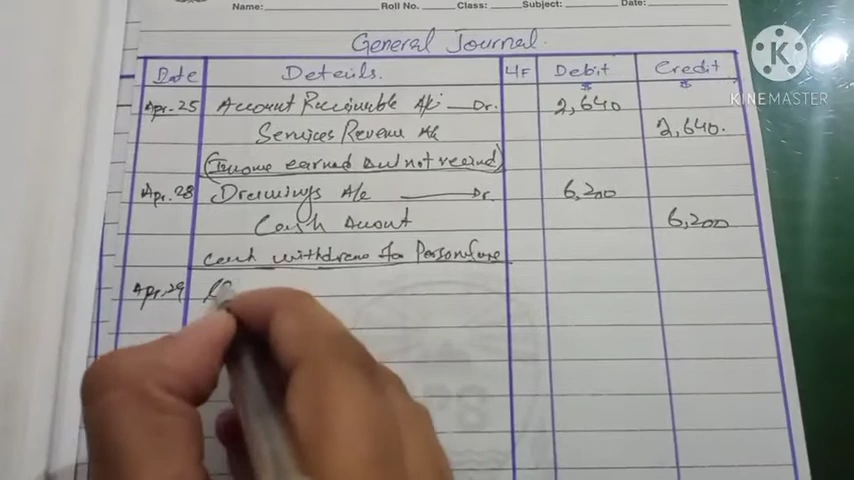 Name: Roll No. Class: Subject: Date:
General Journal.
Date Details. LF Debit Credit
$ $
Apr.25 Account Receivable A/c Dr. 2,640
Services Revenue A/c 2,640.
(Income earned but not received)
Apr.28 Drawings A/c Dr. 6,200
Cash Account 6,200
cash withdrew for Personal use
Apr.29
KINEMASTER